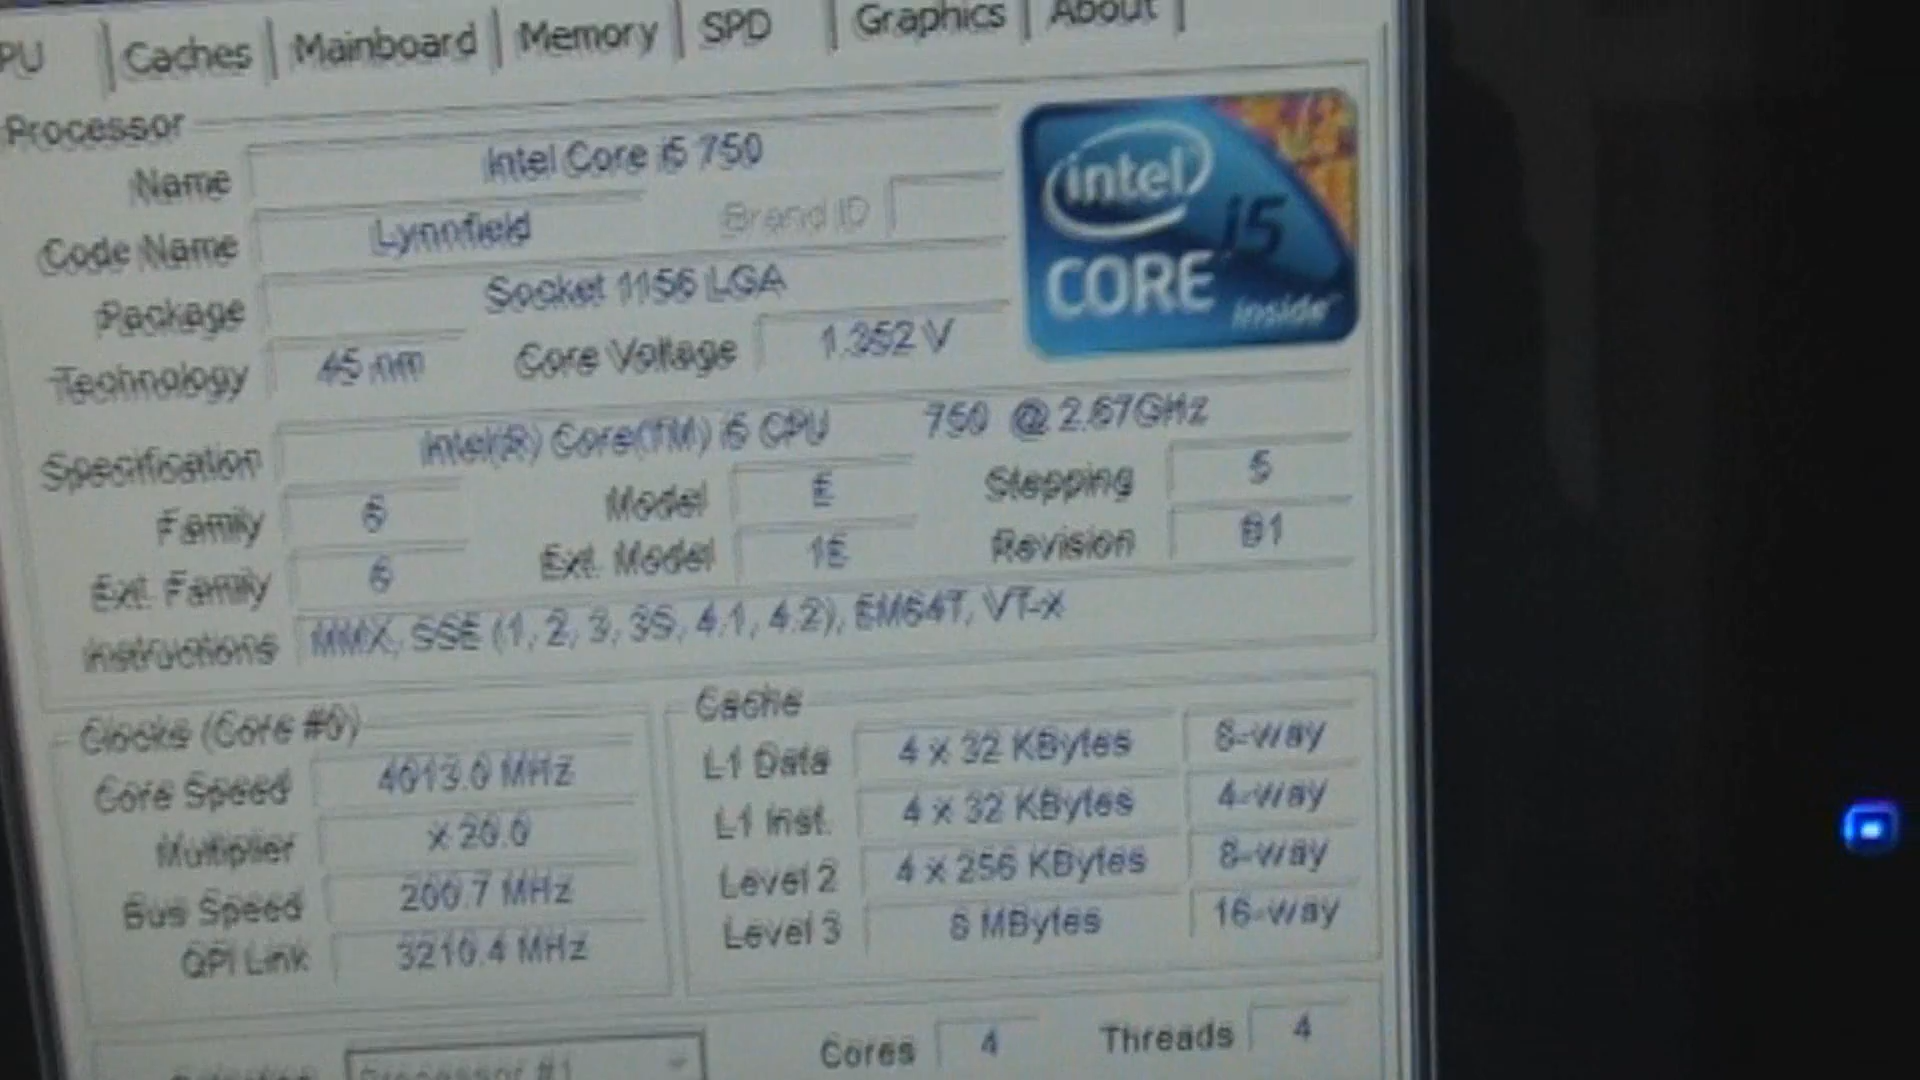 PU Caches Mainboard Memory SPD Graphics About
Processor
Name Intel Core i5 750
Code Name Lynnfield Brand ID
Package Socket 1156 LGA
Technology 45 nm Core Voltage 1.352 V
intel i5 CORE inside
Specification Intel(R) Core(TM) i5 CPU 750 @ 2.67GHz
Family 6 Model E Stepping 5
Ext. Family 6 Ext. Model 1E Revision B1
Instructions MMX, SSE (1, 2, 3, 3S, 4.1, 4.2), EM64T, VT-x
Clocks (Core #0)
Core Speed 4013.0 MHz
Multiplier x 20.0
Bus Speed 200.7 MHz
QPI Link 3210.4 MHz
Cache
L1 Data 4 x 32 KBytes 8-way
L1 Inst. 4 x 32 KBytes 4-way
Level 2 4 x 256 KBytes 8-way
Level 3 8 MBytes 16-way
Processor #1 Cores 4 Threads 4